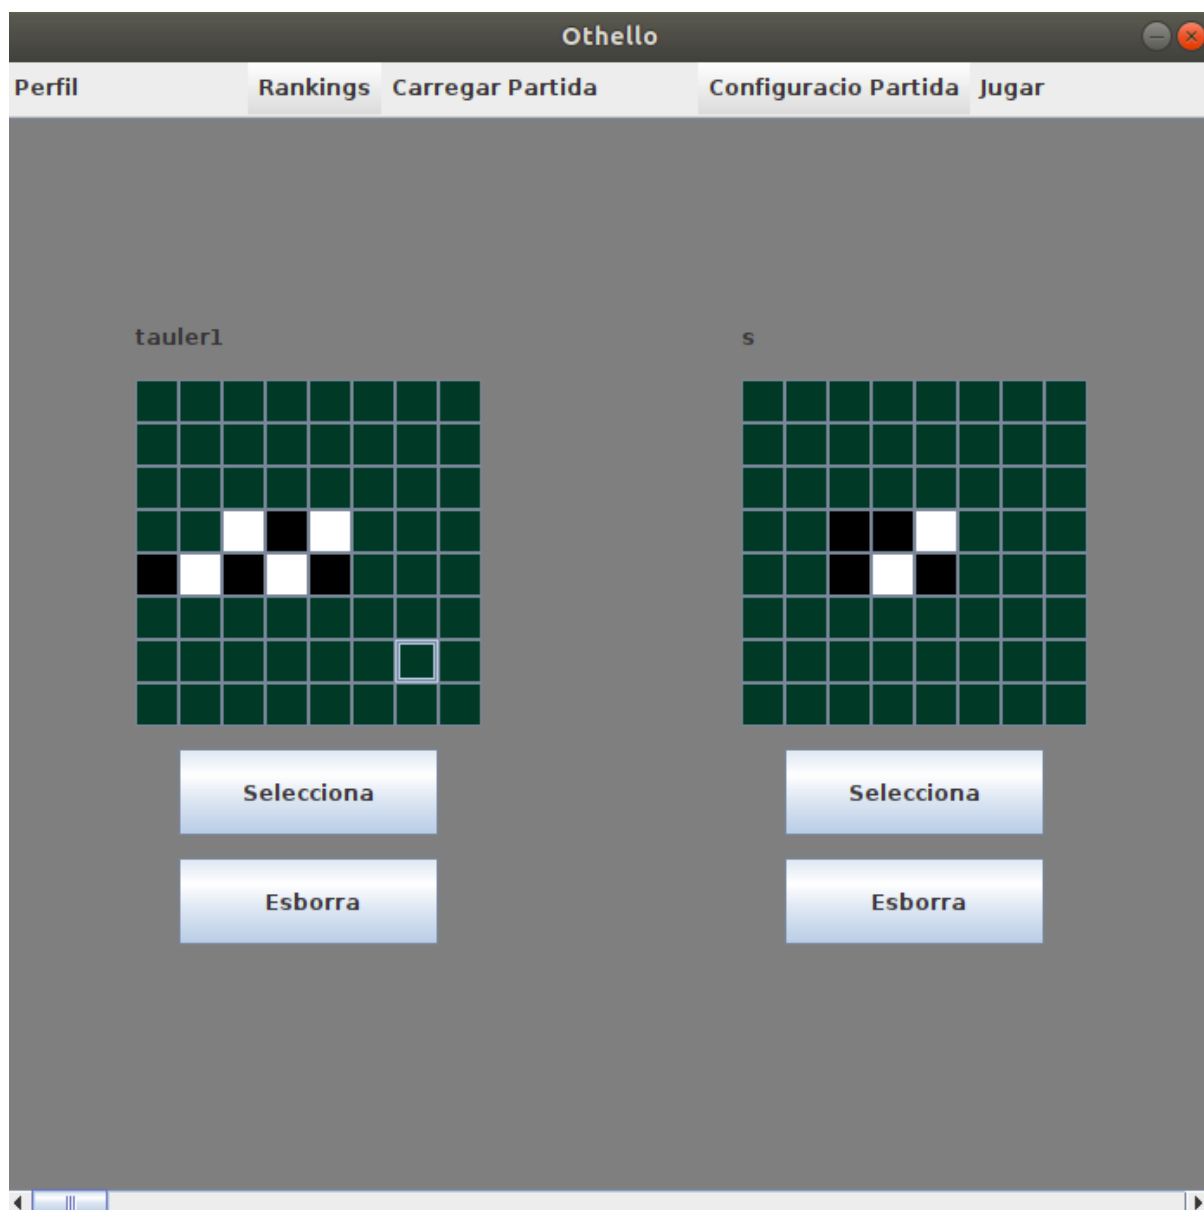 Othello
Perfil Rankings Carregar Partida Configuracio Partida Jugar
tauler1 s
Selecciona Selecciona
Esborra Esborra